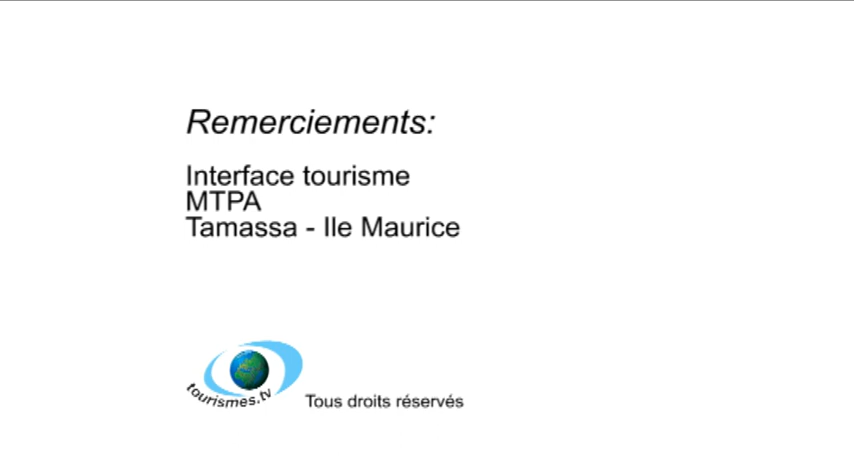 Remerciements:
Interface tourisme
MTPA
Tamassa - Ile Maurice
tourismes.tv
Tous droits réservés